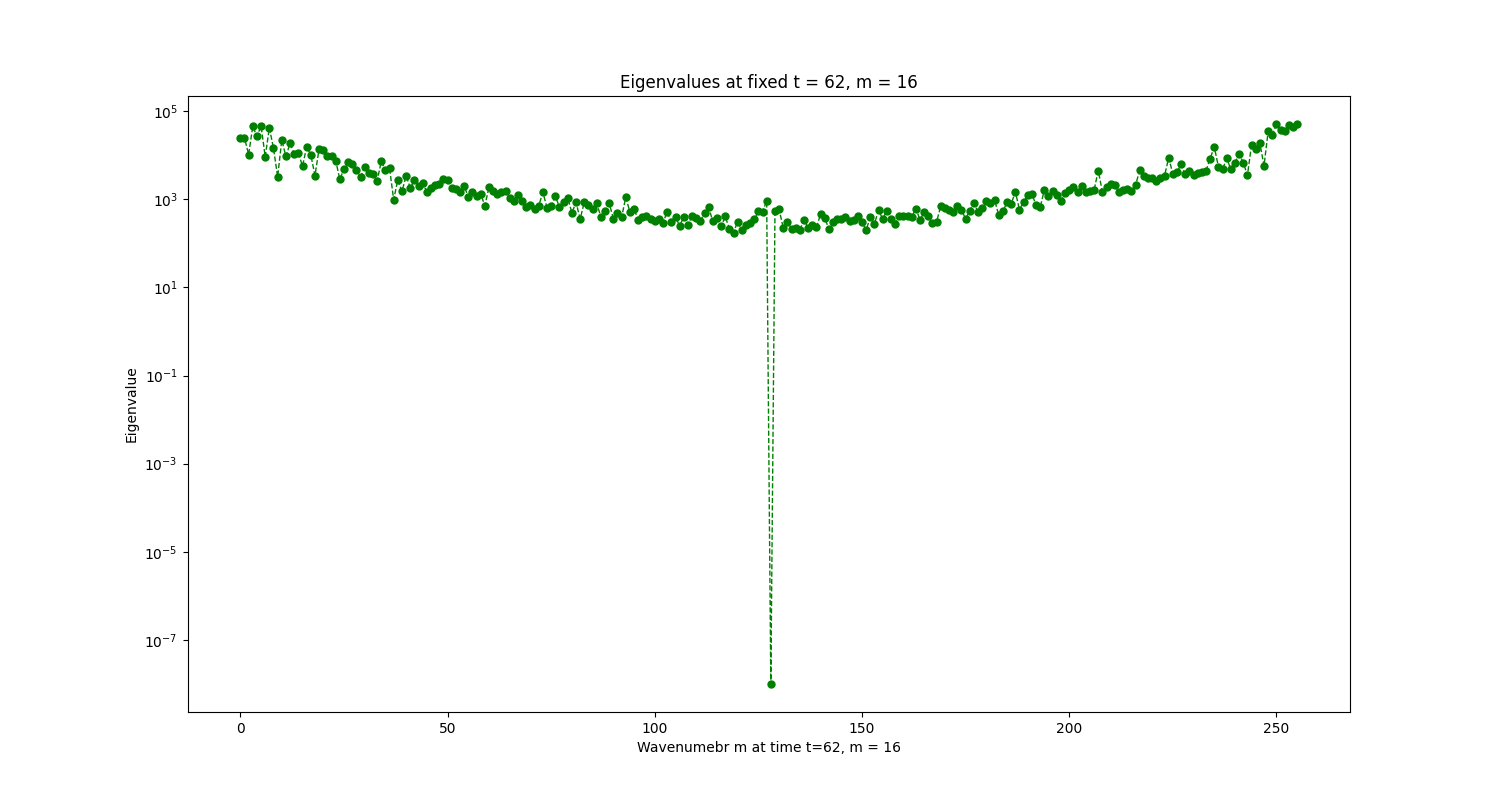 Eigenvalues at fixed t = 62, m = 16
10^5
10^3
10^1
10^−1
10^−3
10^−5
10^−7
Eigenvalue
0 50 100 150 200 250
Wavenumebr m at time t=62, m = 16